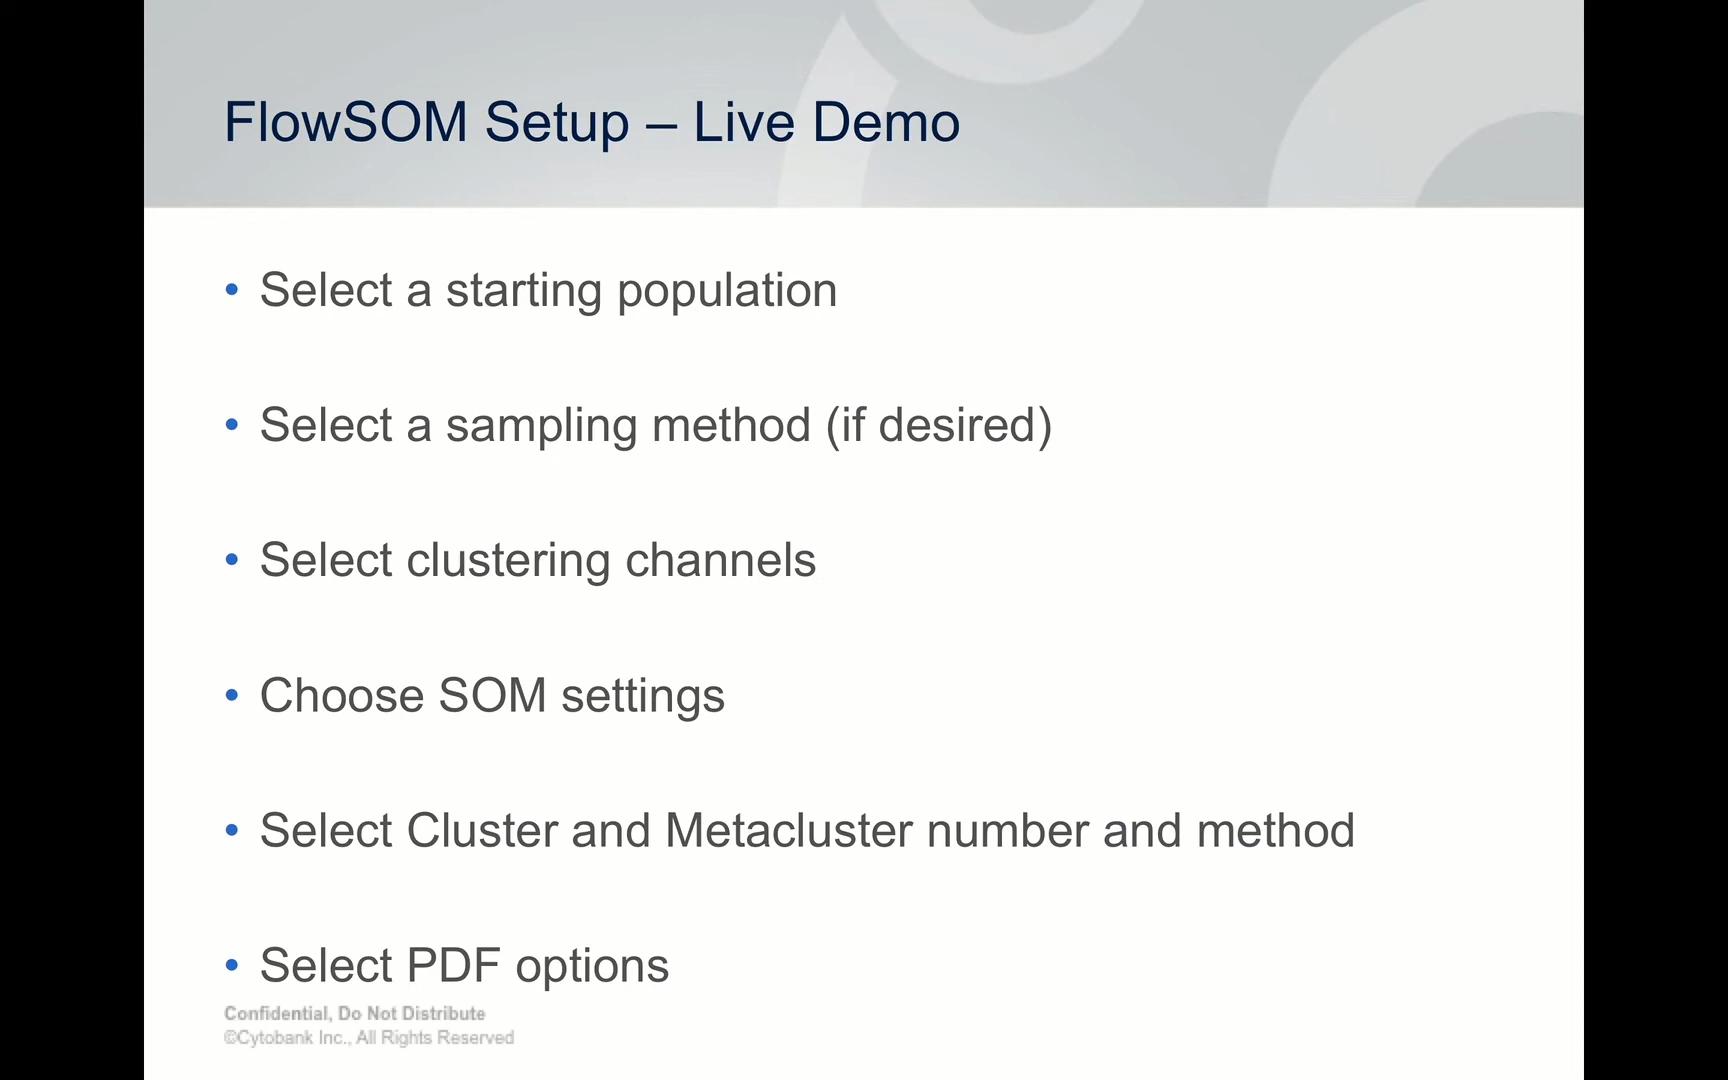 FlowSOM Setup – Live Demo
• Select a starting population
• Select a sampling method (if desired)
• Select clustering channels
• Choose SOM settings
• Select Cluster and Metacluster number and method
• Select PDF options
Confidential, Do Not Distribute
©Cytobank Inc., All Rights Reserved